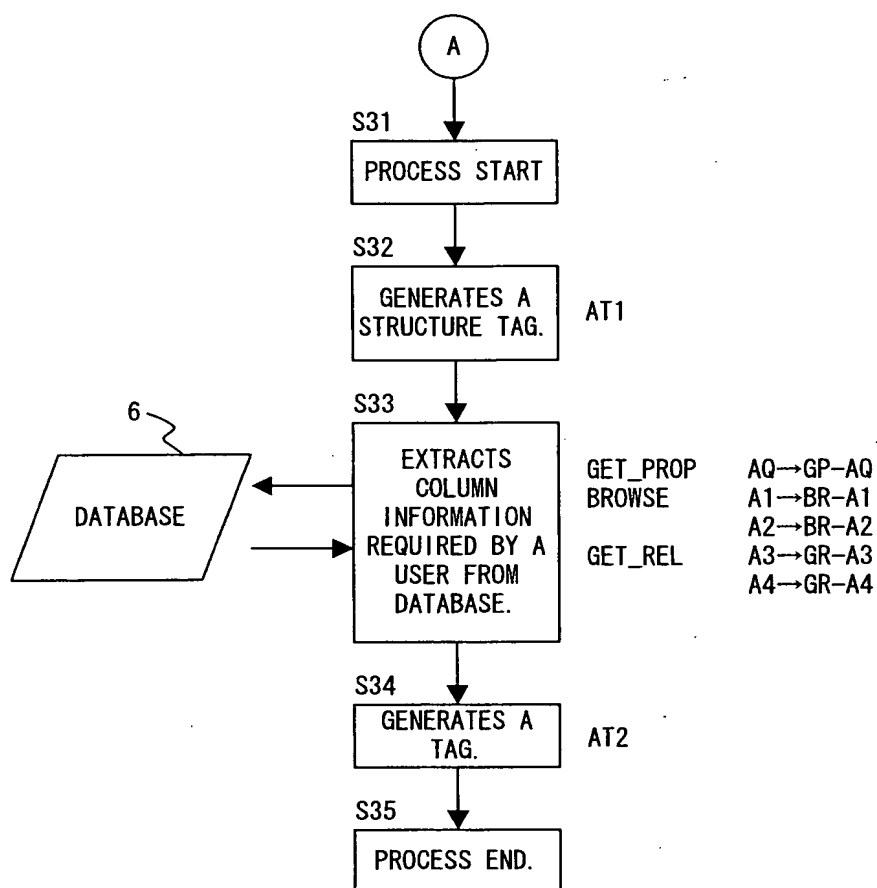 A
S31
PROCESS START
S32
GENERATES A
STRUCTURE TAG.
AT1
S33
6
DATABASE
EXTRACTS
COLUMN
INFORMATION
REQUIRED BY A
USER FROM
DATABASE.
GET_PROP AQ→GP-AQ
BROWSE A1→BR-A1
A2→BR-A2
GET_REL A3→GR-A3
A4→GR-A4
S34
GENERATES A
TAG.
AT2
S35
PROCESS END.